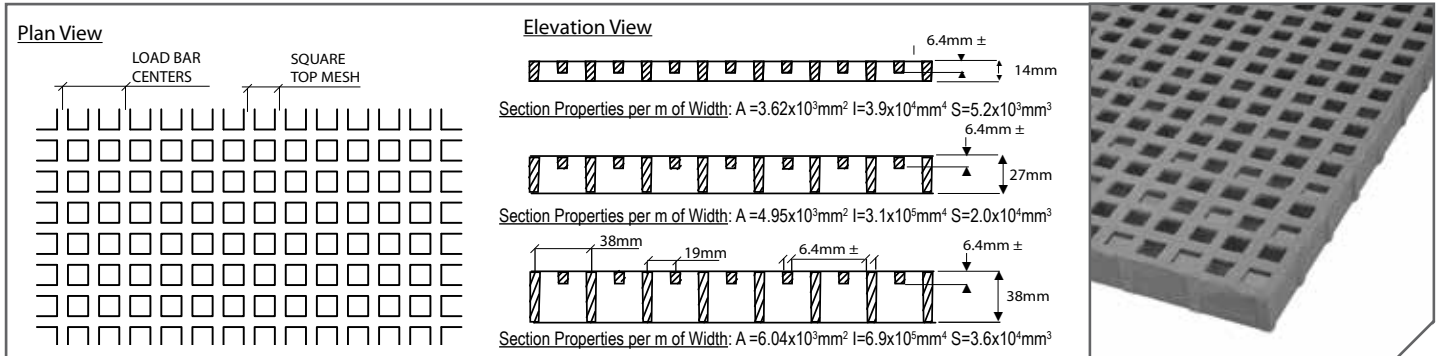 Plan View
LOAD BAR
CENTERS
SQUARE
TOP MESH
Elevation View
6.4mm ±
14mm
Section Properties per m of Width: A =3.62x10³mm² I=3.9x10⁴mm⁴ S=5.2x10³mm³
6.4mm ±
27mm
Section Properties per m of Width: A =4.95x10³mm² I=3.1x10⁵mm⁴ S=2.0x10⁴mm³
38mm
19mm
6.4mm ±
6.4mm ±
38mm
Section Properties per m of Width: A =6.04x10³mm² I=6.9x10⁵mm⁴ S=3.6x10⁴mm³